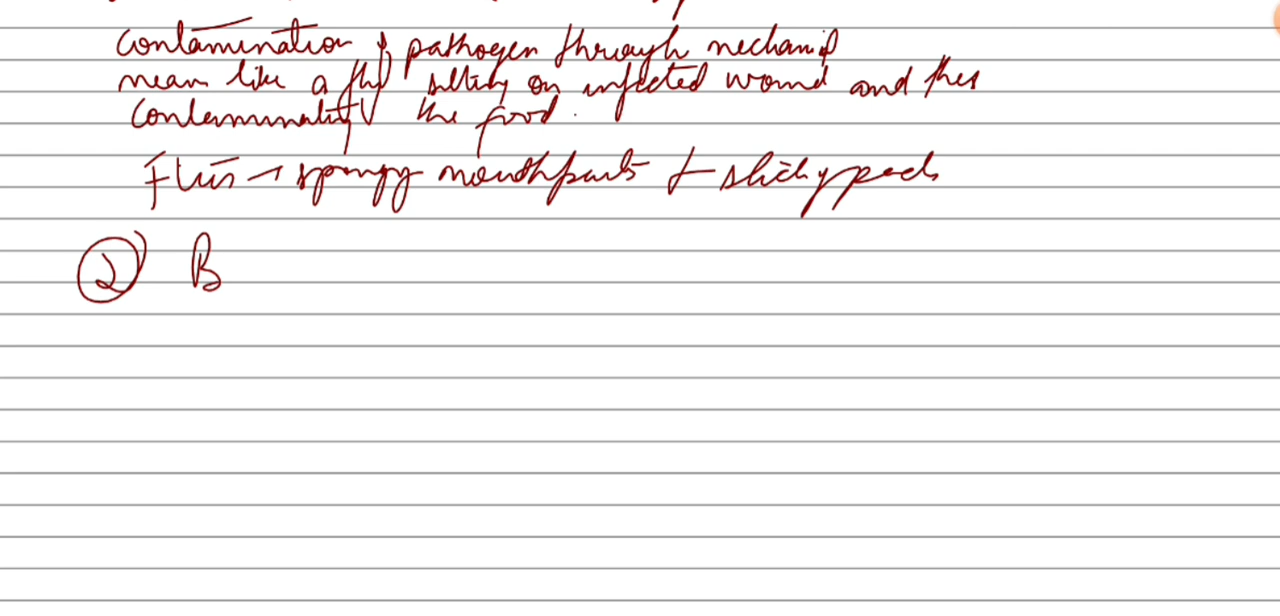 contamination of pathogen through mechanical
mean like a fly sitting on infected wound and then
contaminating the food.
Flies → spongy mouthparts + sticky pads
② B